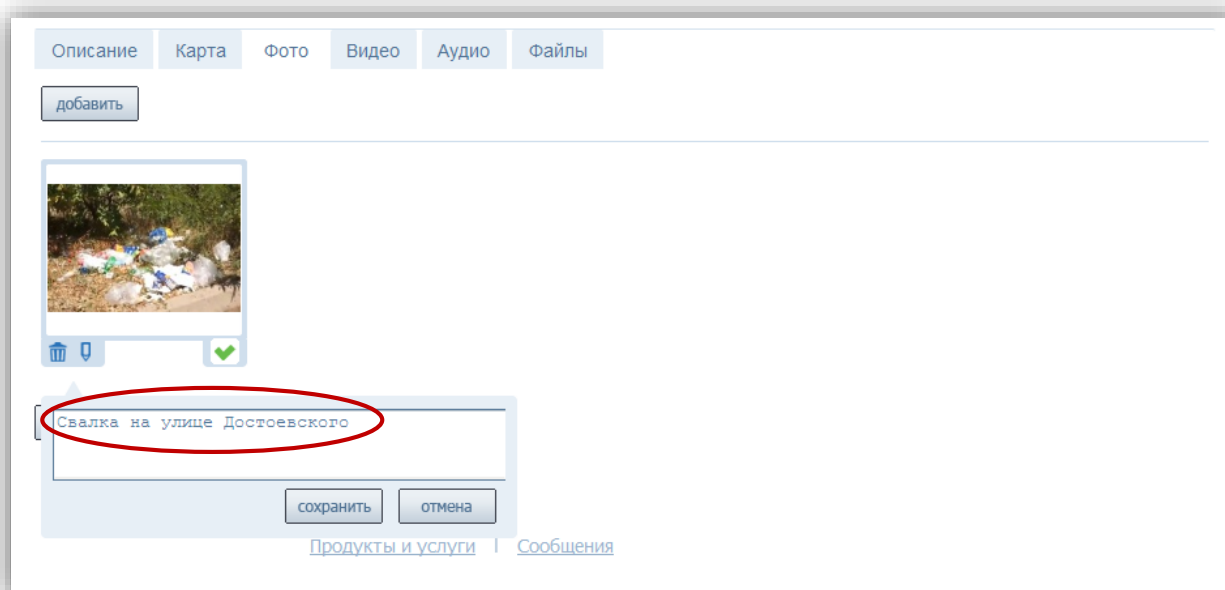 Описание Карта Фото Видео Аудио Файлы
добавить
Свалка на улице Достоевского
сохранить отмена
Продукты и услуги | Сообщения